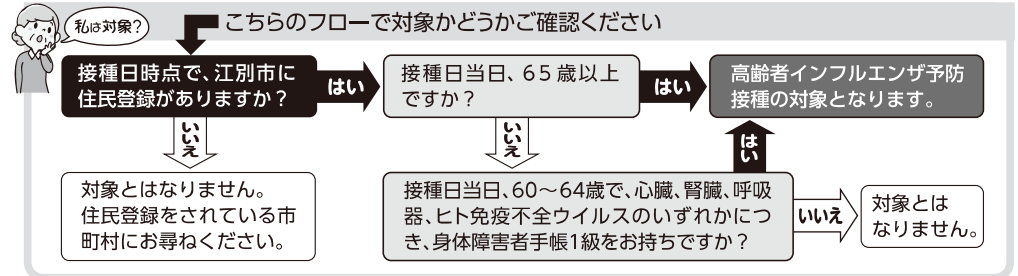 私は対象？
こちらのフローで対象かどうかご確認ください
接種日時点で、江別市に
住民登録がありますか？
はい
接種日当日、６５歳以上
ですか？
はい
高齢者インフルエンザ予防
接種の対象となります。
いいえ
いいえ
はい
対象とはなりません。
住民登録をされている市
町村にお尋ねください。
接種日当日、60～64歳で、心臓、腎臓、呼吸
器、ヒト免疫不全ウイルスのいずれかにつ
き、身体障害者手帳1級をお持ちですか？
いいえ
対象とは
なりません。